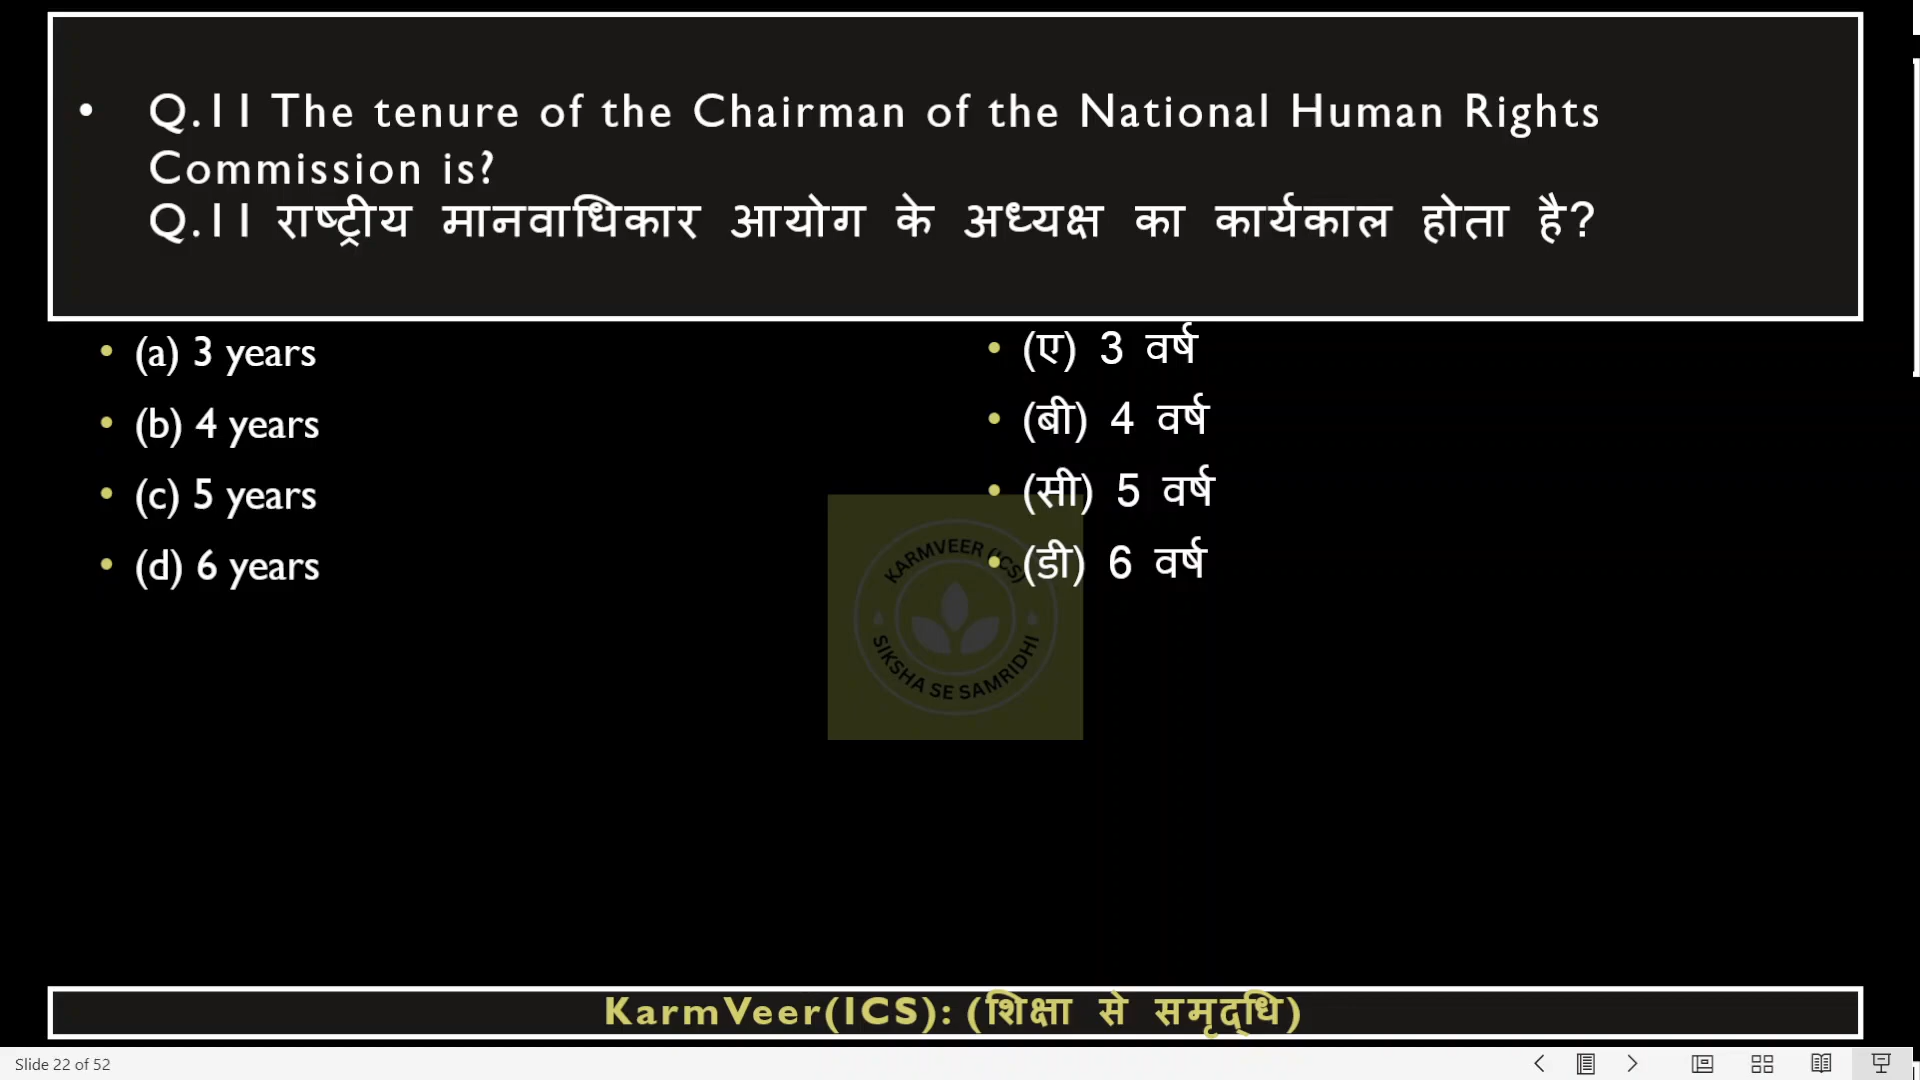 • Q.11 The tenure of the Chairman of the National Human Rights
Commission is?
Q.11 राष्ट्रीय मानवाधिकार आयोग के अध्यक्ष का कार्यकाल होता है?
• (a) 3 years
• (b) 4 years
• (c) 5 years
• (d) 6 years
• (ए) 3 वर्ष
• (बी) 4 वर्ष
• (सी) 5 वर्ष
• (डी) 6 वर्ष
KARMVEER (ICS)
SIKSHA SE SAMRIDHI
KarmVeer(ICS): (शिक्षा से समृद्धि)
Slide 22 of 52